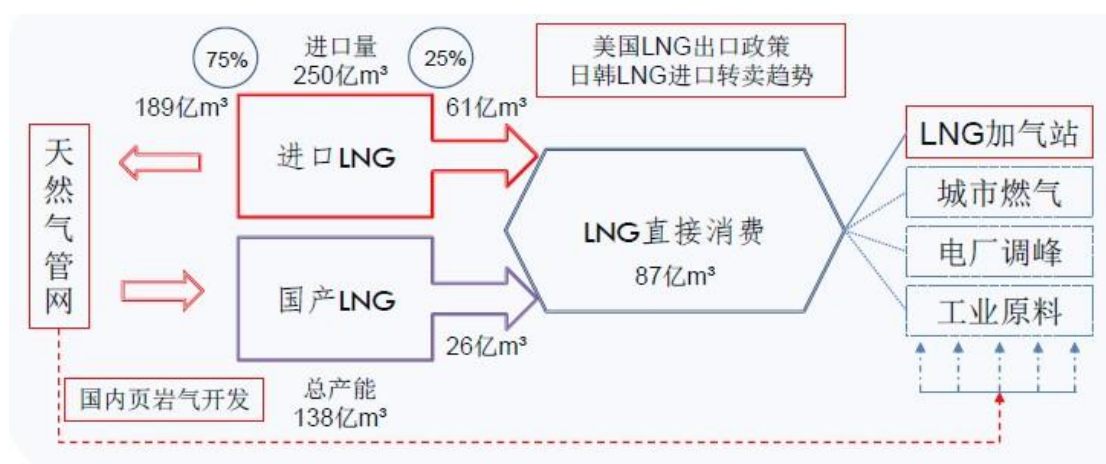 75%
进口量
250亿m³
25%
189亿m³
61亿m³
美国LNG出口政策
日韩LNG进口转卖趋势
天然气管网
进口LNG
国产LNG
LNG直接消费
87亿m³
26亿m³
LNG加气站
城市燃气
电厂调峰
工业原料
国内页岩气开发
总产能
138亿m³